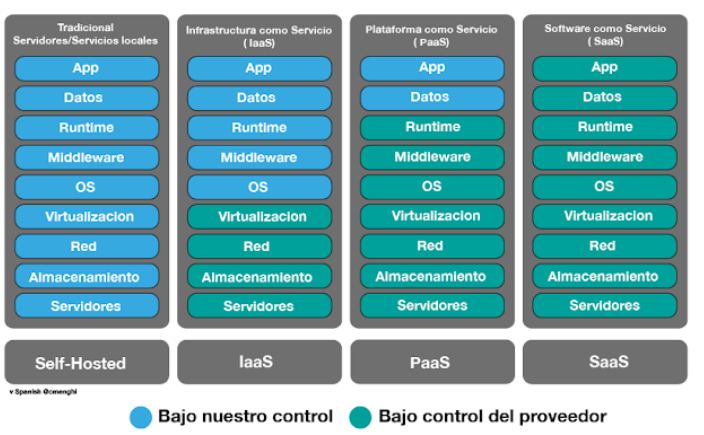 Tradicional
Servidores/Servicios locales
App
Datos
Runtime
Middleware
OS
Virtualizacion
Red
Almacenamiento
Servidores
Self-Hosted
Infrastructura como Servicio
( IaaS)
App
Datos
Runtime
Middleware
OS
Virtualizacion
Red
Almacenamiento
Servidores
IaaS
Plataforma como Servicio
( PaaS)
App
Datos
Runtime
Middleware
OS
Virtualizacion
Red
Almacenamiento
Servidores
PaaS
Software como Servicio
( SaaS)
App
Datos
Runtime
Middleware
OS
Virtualizacion
Red
Almacenamiento
Servidores
SaaS
v Spanish @cmenghi
Bajo nuestro control
Bajo control del proveedor